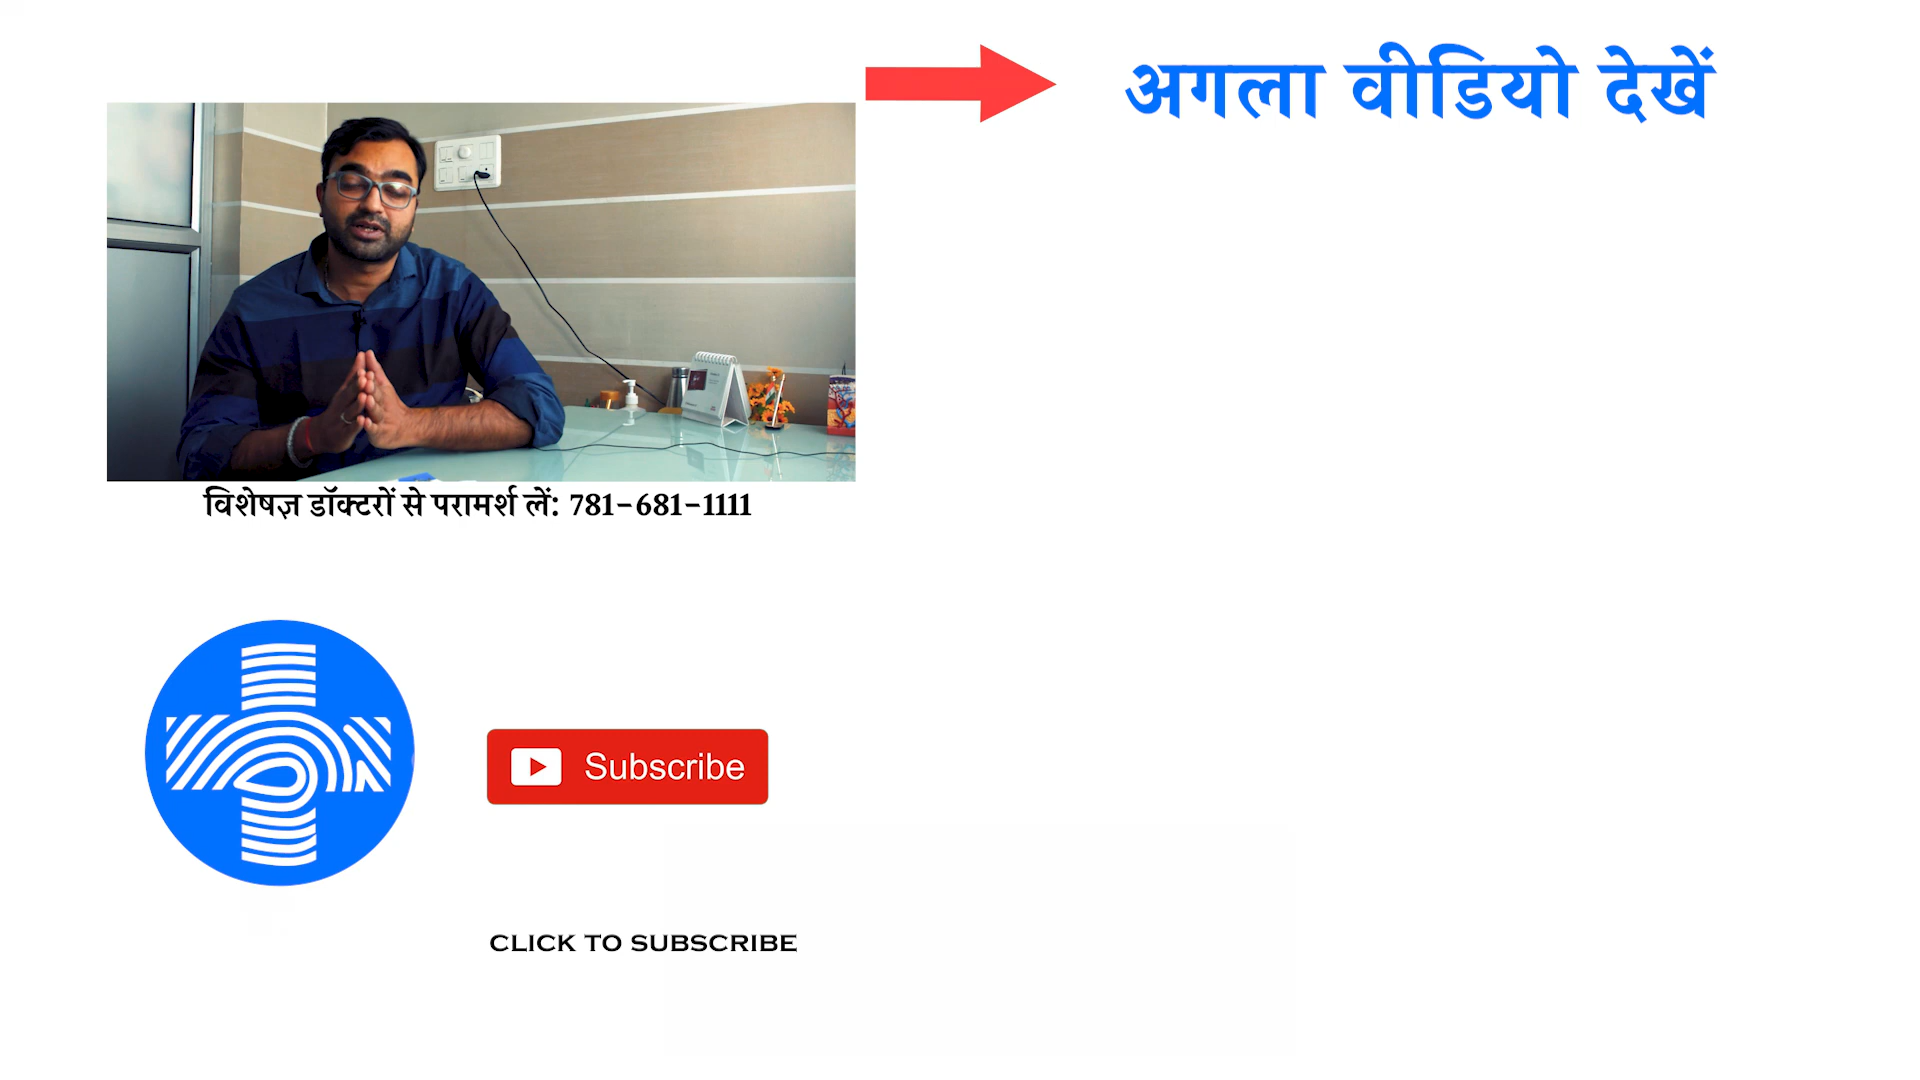 अगला वीडियो देखें
विशेषज्ञ डॉक्टरों से परामर्श लें: 781-681-1111
Subscribe
CLICK TO SUBSCRIBE